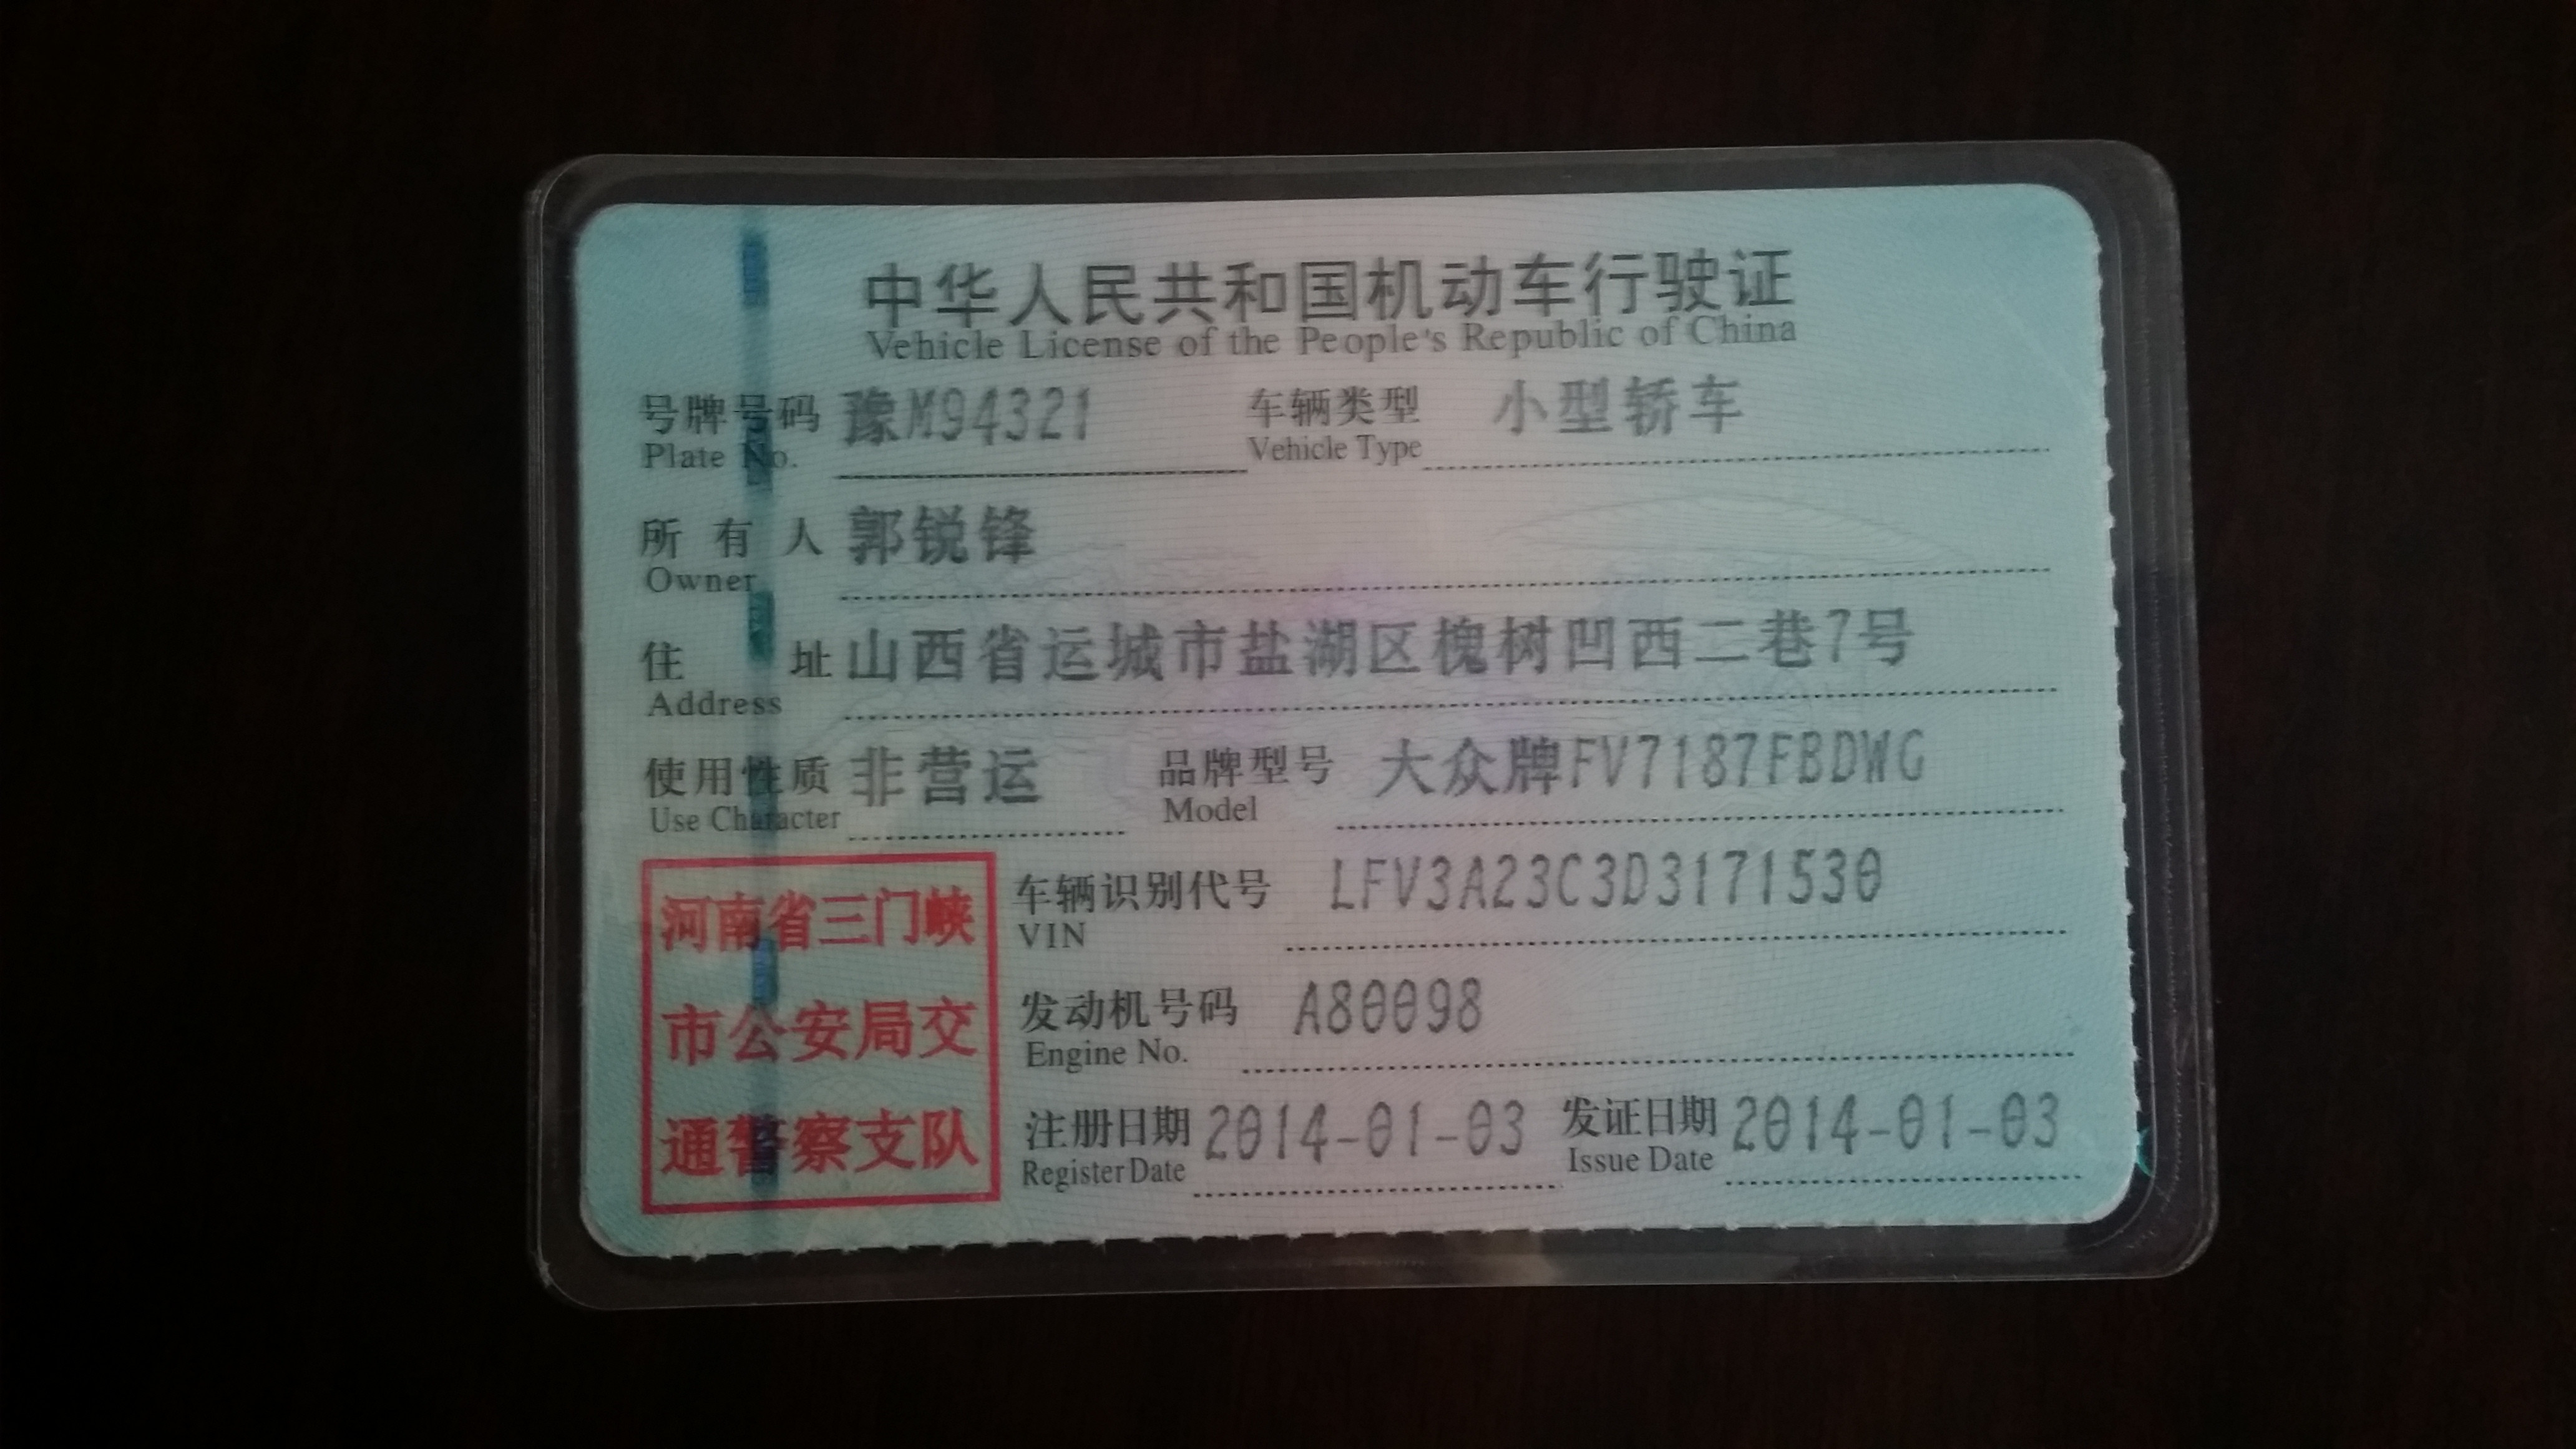 中华人民共和国机动车行驶证
Vehicle License of the People's Republic of China
号牌号码 豫M94321 车辆类型 小型轿车
Plate No. Vehicle Type
所有人 郭锐锋
Owner
住址 山西省运城市盐湖区槐树凹西二巷7号
Address
使用性质 非营运 品牌型号 大众牌FV7187FBDWG
Use Character Model
河南省三门峡
市公安局交
通警察支队
车辆识别代号 LFV3A23C3D3171530
VIN
发动机号码 A80098
Engine No.
注册日期 2014-01-03 发证日期 2014-01-03
Register Date Issue Date